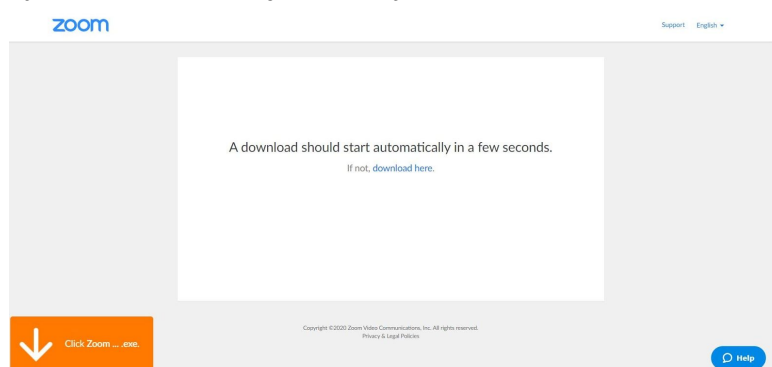 zoom
Support English
A download should start automatically in a few seconds.
If not, download here.
Click Zoom ... .exe.
Copyright ©2020 Zoom Video Communications, Inc. All rights reserved.
Privacy & Legal Policies
Help